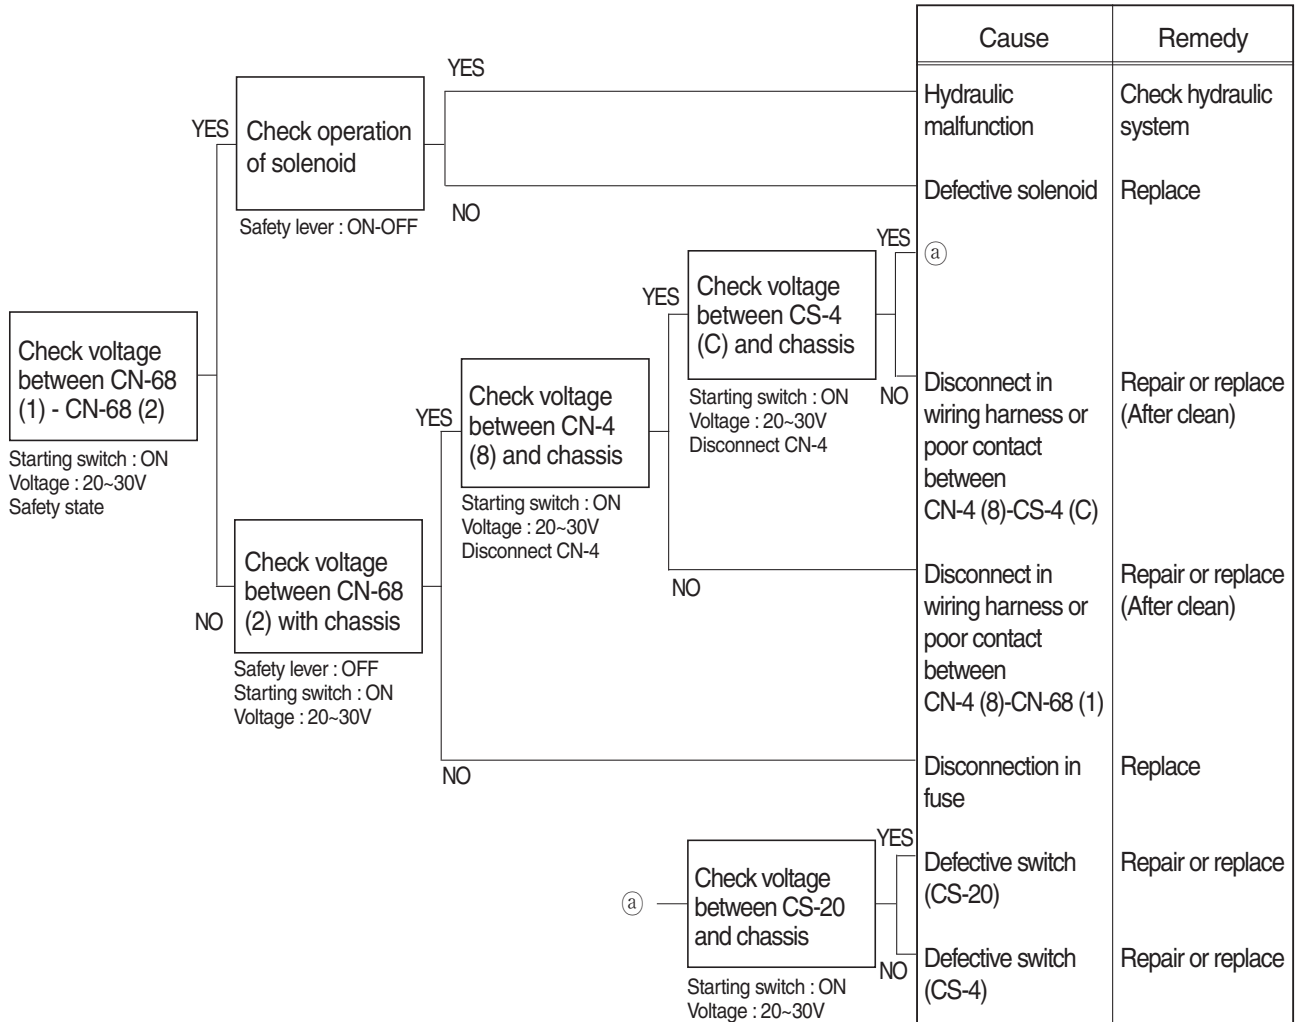 Cause
Remedy
YES
Hydraulic
malfunction
Check hydraulic
system
YES
Check operation
of solenoid
Defective solenoid
Replace
NO
Safety lever : ON-OFF
YES
ⓐ
YES
Check voltage
between CS-4
(C) and chassis
Check voltage
between CN-68
(1) - CN-68 (2)
Starting switch : ON
Voltage : 20~30V
Safety state
YES
Check voltage
between CN-4
(8) and chassis
Starting switch : ON
Voltage : 20~30V
Disconnect CN-4
NO
Disconnect in
wiring harness or
poor contact
between
CN-4 (8)-CS-4 (C)
Repair or replace
(After clean)
Starting switch : ON
Voltage : 20~30V
Disconnect CN-4
NO
Check voltage
between CN-68
(2) with chassis
Safety lever : OFF
Starting switch : ON
Voltage : 20~30V
NO
Disconnect in
wiring harness or
poor contact
between
CN-4 (8)-CN-68 (1)
Repair or replace
(After clean)
NO
Disconnection in
fuse
Replace
ⓐ
Check voltage
between CS-20
and chassis
Starting switch : ON
Voltage : 20~30V
YES
Defective switch
(CS-20)
Repair or replace
NO
Defective switch
(CS-4)
Repair or replace